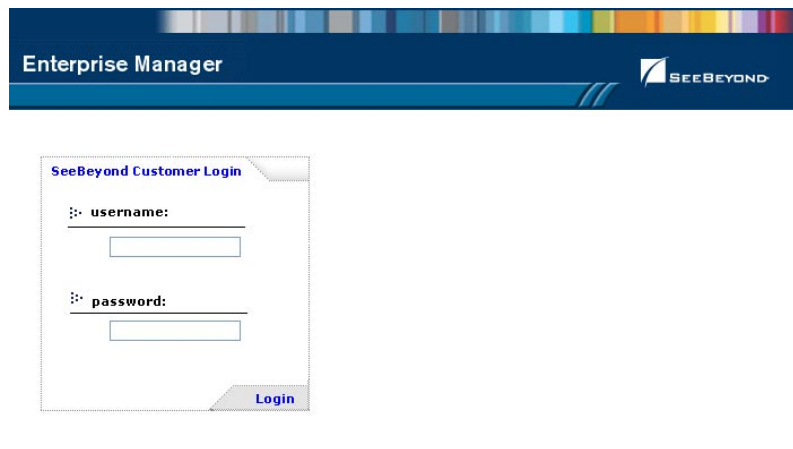 Enterprise Manager
SEEBEYOND
SeeBeyond Customer Login
username:
password:
Login